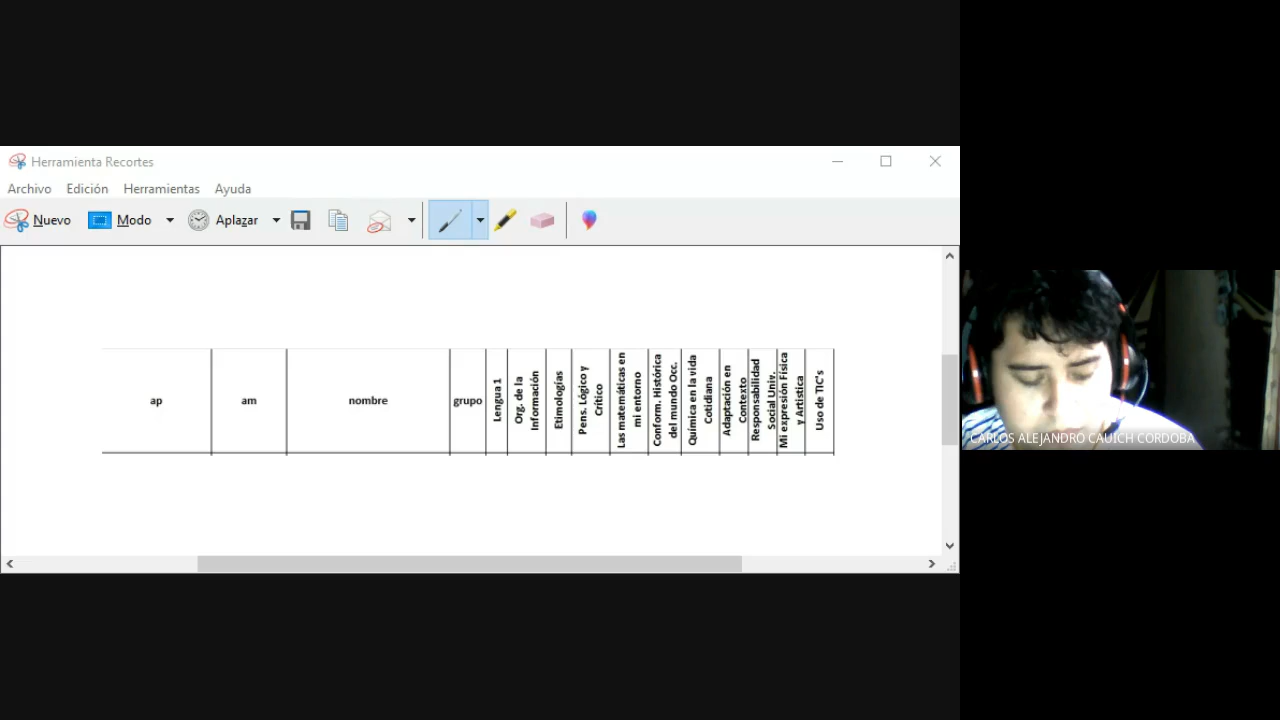 Herramienta Recortes
Archivo Edición Herramientas Ayuda
Nuevo Modo Aplazar
ap
am
nombre
grupo
Lengua 1
Org. de la
Información
Etimologías
Pens. Lógico y
Crítico
Las matemáticas en
mi entorno
Conform. Histórica
del mundo Occ.
Química en la vida
Cotidiana
Adaptación en
Contexto
Responsabilidad
Social Univ.
Mi expresión Física
y Artistica
Uso de TIC's
CARLOS ALEJANDRO CAUICH CORDOBA